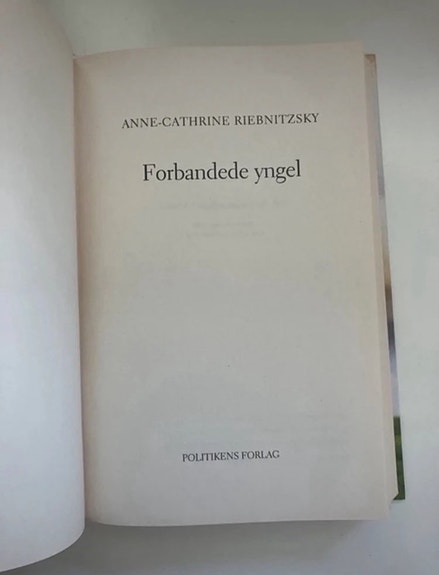 ANNE-CATHRINE RIEBNITZSKY
Forbandede yngel
POLITIKENS FORLAG